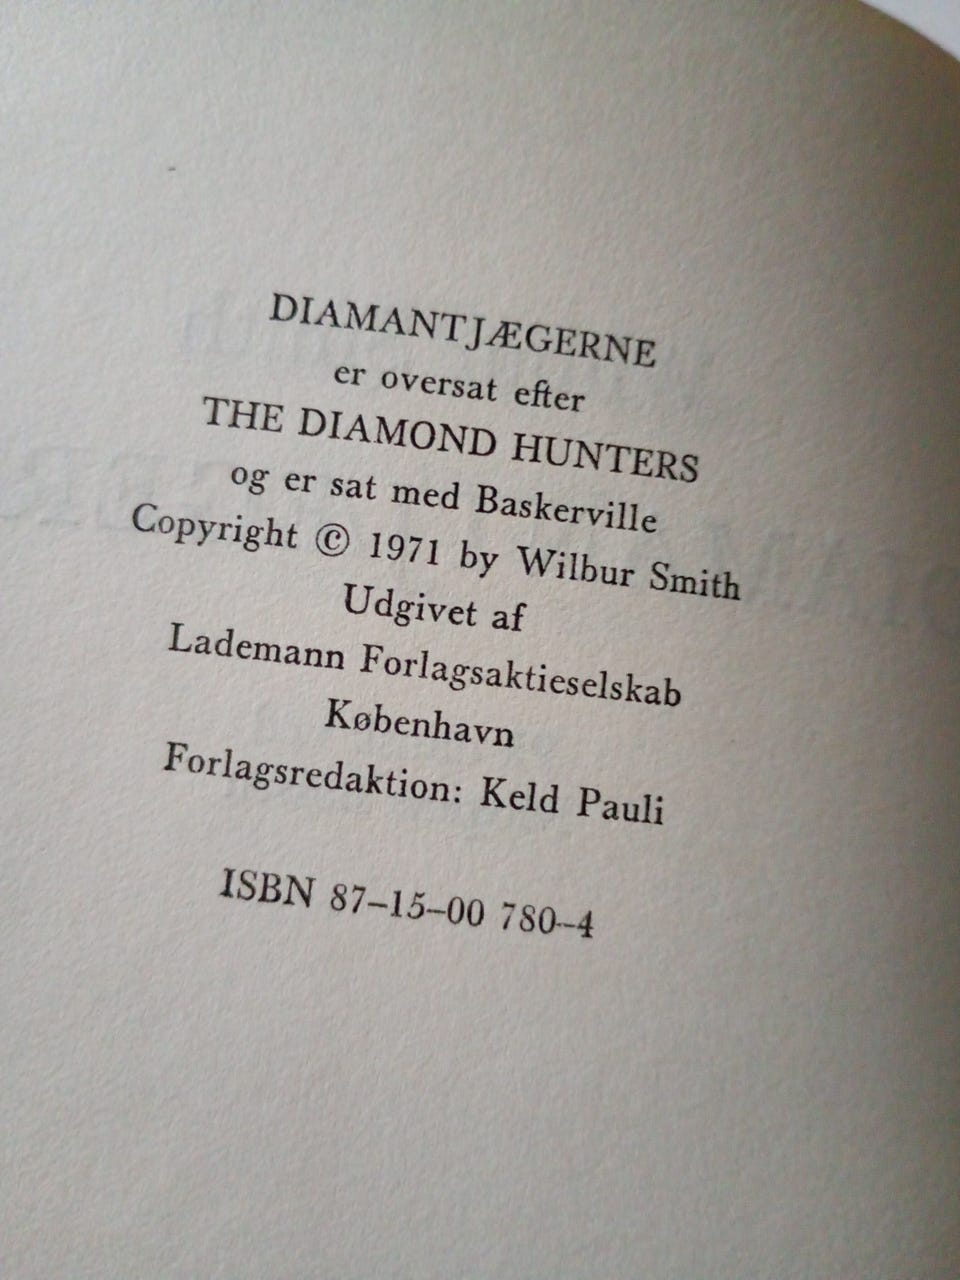 DIAMANTJÆGERNE
er oversat efter
THE DIAMOND HUNTERS
og er sat med Baskerville
Copyright © 1971 by Wilbur Smith
Udgivet af
Lademann Forlagsaktieselskab
København
Forlagsredaktion: Keld Pauli
ISBN 87–15–00 780–4